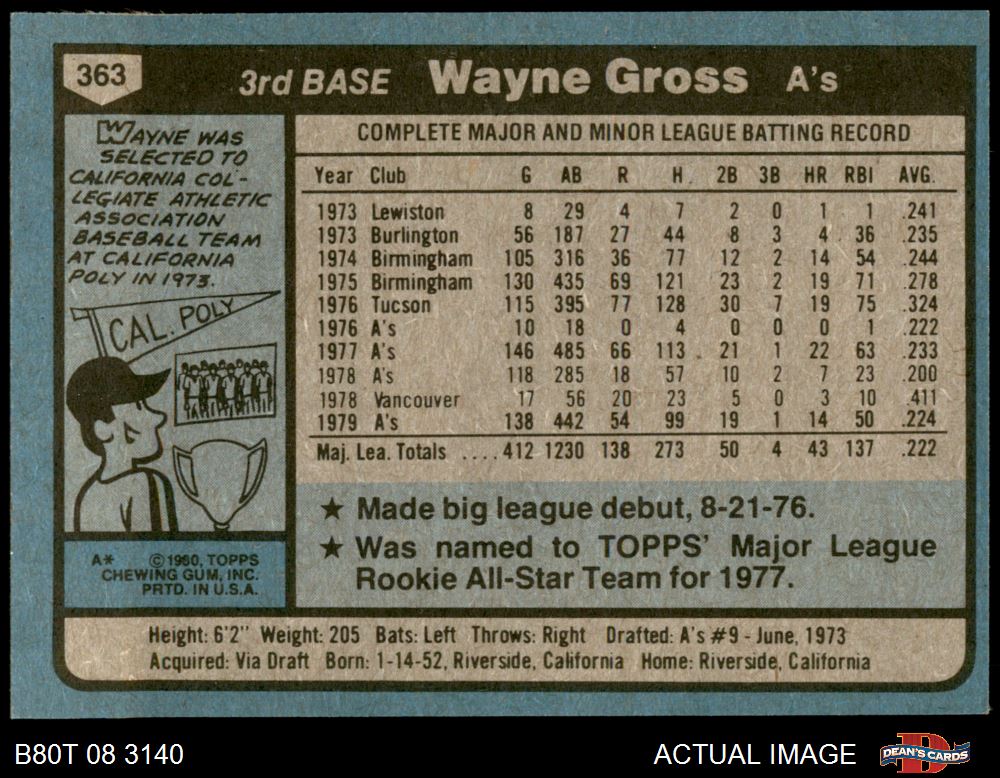 363
3rd BASE Wayne Gross A's
WAYNE WAS
SELECTED TO
CALIFORNIA COL-
LEGIATE ATHLETIC
ASSOCIATION
BASEBALL TEAM
AT CALIFORNIA
POLY IN 1973.
CAL. POLY
A* © 1980, TOPPS
CHEWING GUM, INC.
PRTD. IN U.S.A.
COMPLETE MAJOR AND MINOR LEAGUE BATTING RECORD
Year Club G AB R H 2B 3B HR RBI AVG.
1973 Lewiston 8 29 4 7 2 0 1 1 .241
1973 Burlington 56 187 27 44 8 3 4 36 .235
1974 Birmingham 105 316 36 77 12 2 14 54 .244
1975 Birmingham 130 435 69 121 23 2 19 71 .278
1976 Tucson 115 395 77 128 30 7 19 75 .324
1976 A's 10 18 0 4 0 0 0 1 .222
1977 A's 146 485 66 113 21 1 22 63 .233
1978 A's 118 285 18 57 10 2 7 23 .200
1978 Vancouver 17 56 20 23 5 0 3 10 .411
1979 A's 138 442 54 99 19 1 14 50 .224
Maj. Lea. Totals ....412 1230 138 273 50 4 43 137 .222
★ Made big league debut, 8-21-76.
★ Was named to TOPPS' Major League
Rookie All-Star Team for 1977.
Height: 6'2" Weight: 205 Bats: Left Throws: Right Drafted: A's #9 - June, 1973
Acquired: Via Draft Born: 1-14-52, Riverside, California Home: Riverside, California
B80T 08 3140
ACTUAL IMAGE
D
DEAN'S CARDS